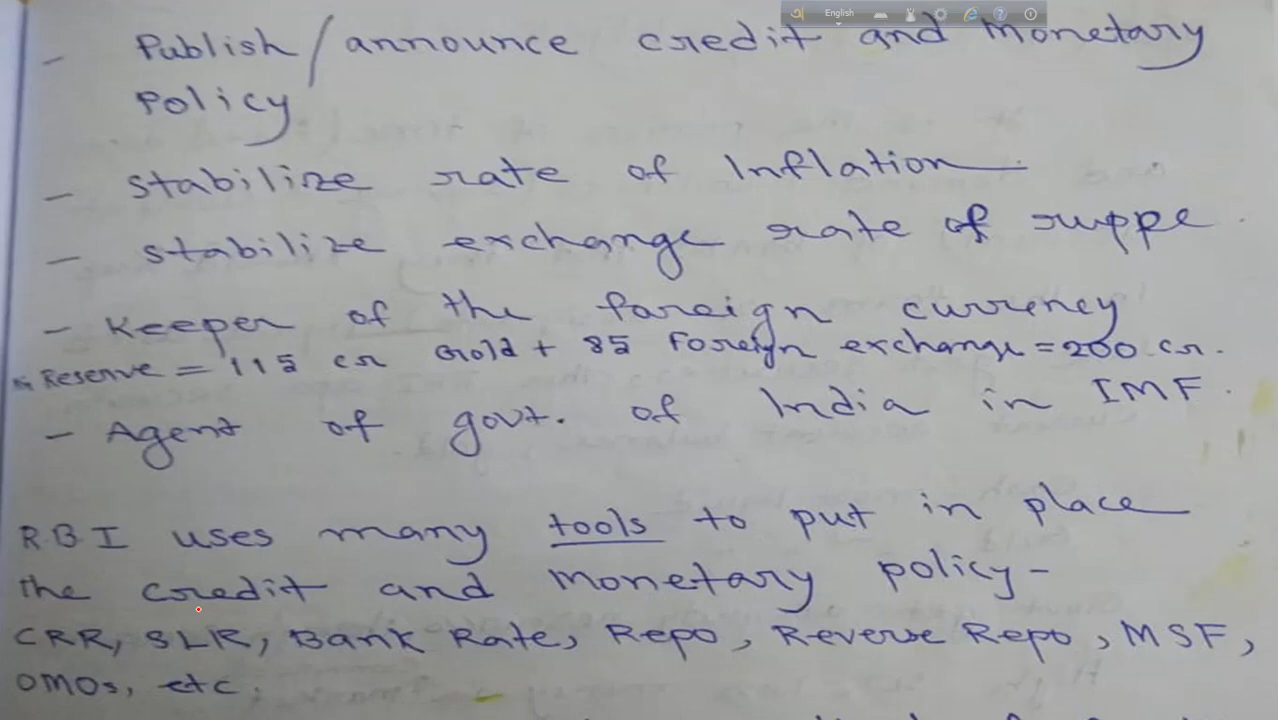 English
- Publish/announce credit and Monetary
Policy
- stabilize rate of Inflation
- stabilize exchange rate of ruppe
- Keeper of the foreign currency
Reserve = 115 cr Gold + 85 Foreign exchange = 200 cr.
- Agent of govt. of India in IMF.
RBI uses many tools to put in place
the credit and monetary policy-
CRR, SLR, Bank Rate, Repo, Reverse Repo, MSF,
OMOs, etc.